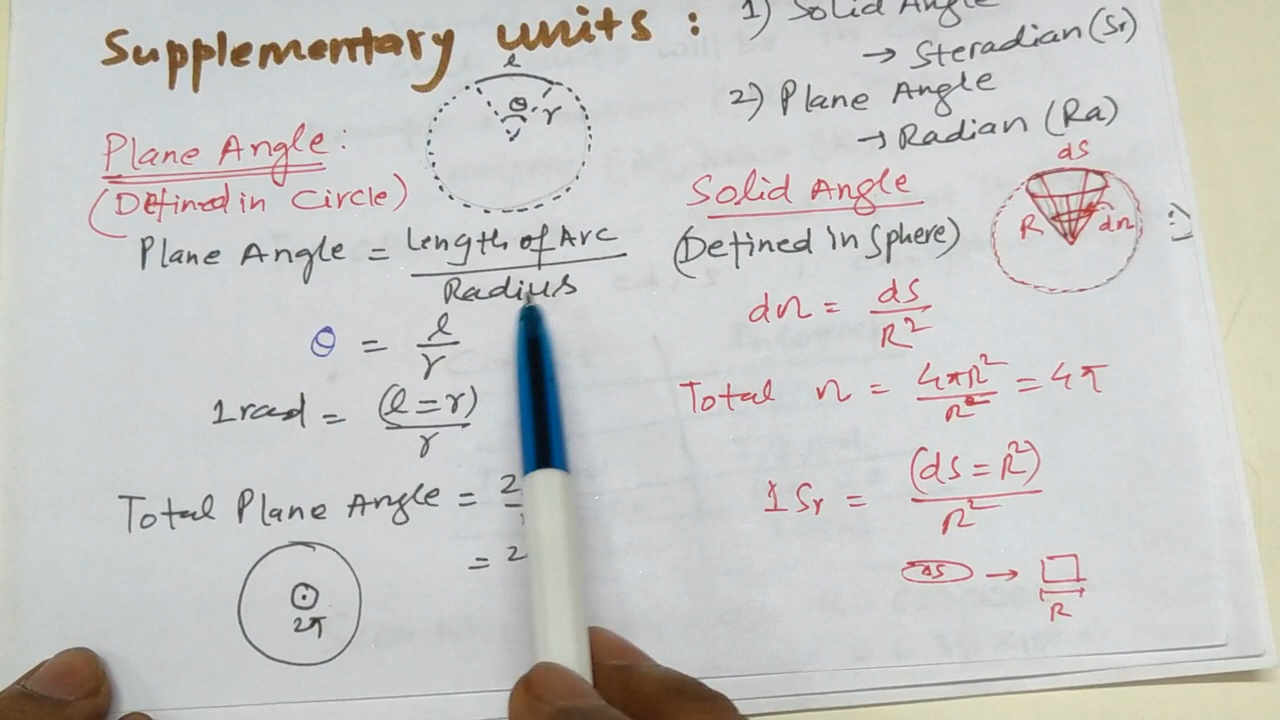 Supplementary units :
1) Solid Angle
→ Steradian (Sr)
2) Plane Angle
→ Radian (Ra)
l
θ r
Plane Angle :
(Defined in Circle)
Plane Angle = Length of Arc / Radius
θ = l / r
1 rad = (l = r) / r
Total Plane Angle = 2
= 2
2π
Solid Angle
(Defined in Sphere)
dS
R dΩ
dΩ = dS / R²
Total Ω = 4πR² / R² = 4π
1 Sr = (dS = R²) / R²
→
R